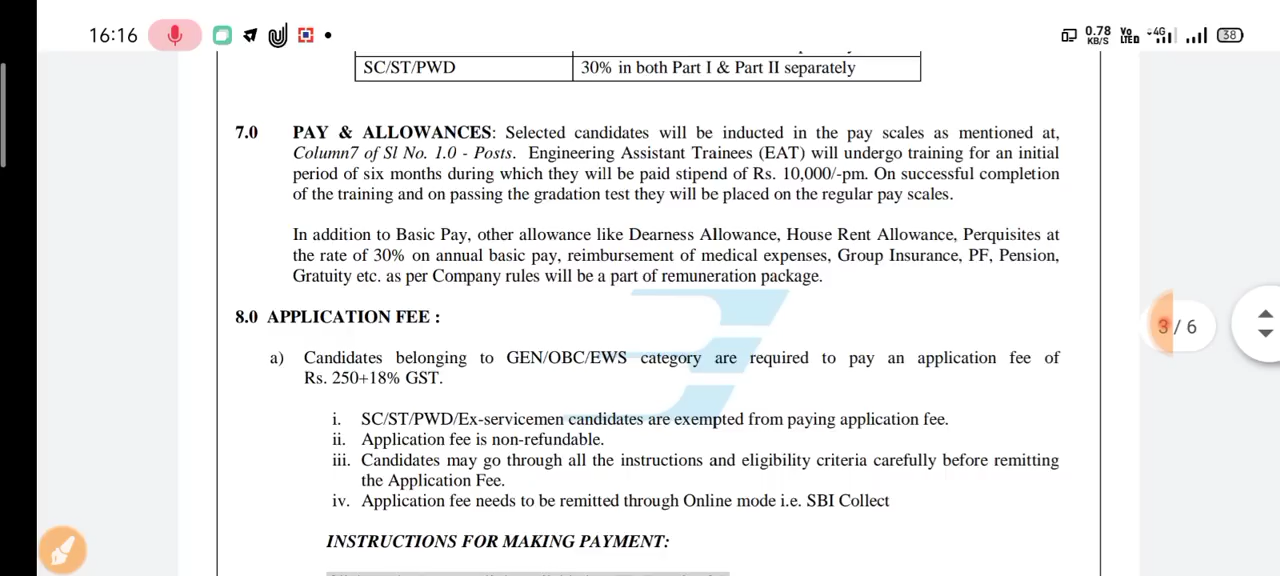 16:16
0.78
KB/S
Vo
LTED
4G
38
SC/ST/PWD
30% in both Part I & Part II separately
7.0 PAY & ALLOWANCES: Selected candidates will be inducted in the pay scales as mentioned at,
Column7 of Sl No. 1.0 - Posts. Engineering Assistant Trainees (EAT) will undergo training for an initial
period of six months during which they will be paid stipend of Rs. 10,000/-pm. On successful completion
of the training and on passing the gradation test they will be placed on the regular pay scales.
In addition to Basic Pay, other allowance like Dearness Allowance, House Rent Allowance, Perquisites at
the rate of 30% on annual basic pay, reimbursement of medical expenses, Group Insurance, PF, Pension,
Gratuity etc. as per Company rules will be a part of remuneration package.
8.0 APPLICATION FEE :
a) Candidates belonging to GEN/OBC/EWS category are required to pay an application fee of
Rs. 250+18% GST.
i. SC/ST/PWD/Ex-servicemen candidates are exempted from paying application fee.
ii. Application fee is non-refundable.
iii. Candidates may go through all the instructions and eligibility criteria carefully before remitting
the Application Fee.
iv. Application fee needs to be remitted through Online mode i.e. SBI Collect
INSTRUCTIONS FOR MAKING PAYMENT:
3 / 6